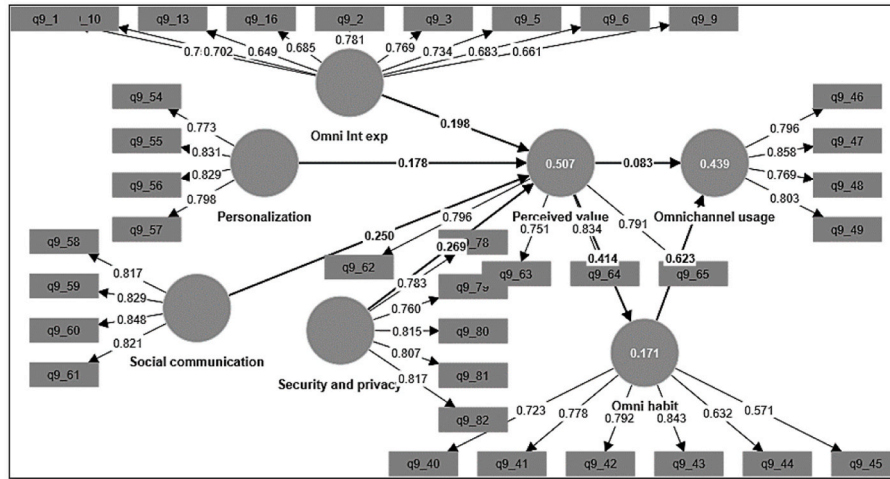 q9_1
_10
q9_13
q9_16
q9_2
q9_3
q9_5
q9_6
q9_9
0.702
0.649
0.685
0.781
0.769
0.734
0.683
0.661
Omni Int exp
q9_54
q9_55
q9_56
q9_57
0.773
0.831
0.829
0.798
Personalization
0.198
0.178
0.507
0.083
0.439
Perceived value
Omnichannel usage
q9_46
q9_47
q9_48
q9_49
0.796
0.858
0.769
0.803
q9_58
q9_59
q9_60
q9_61
0.817
0.829
0.848
0.821
Social communication
0.250
0.269
0.796
0.751
0.834
0.791
q9_62
q9_63
q9_64
q9_65
0.414
0.623
_78
q9_79
q9_80
q9_81
q9_82
0.783
0.760
0.815
0.807
0.817
Security and privacy
0.171
Omni habit
0.723
0.778
0.792
0.843
0.632
0.571
q9_40
q9_41
q9_42
q9_43
q9_44
q9_45